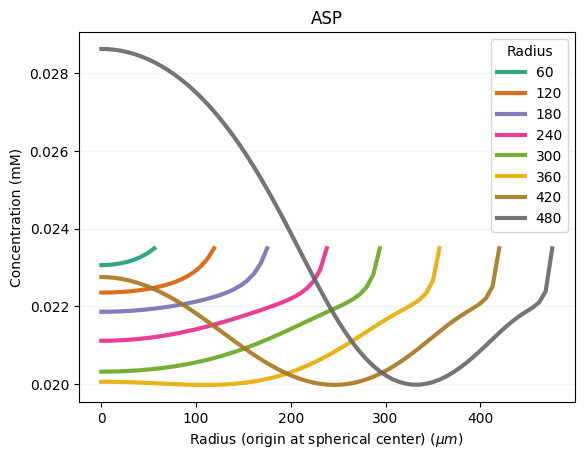 ASP
Radius
60
120
180
240
300
360
420
480
0.028
0.026
0.024
0.022
0.020
Concentration (mM)
0 100 200 300 400
Radius (origin at spherical center) (μm)